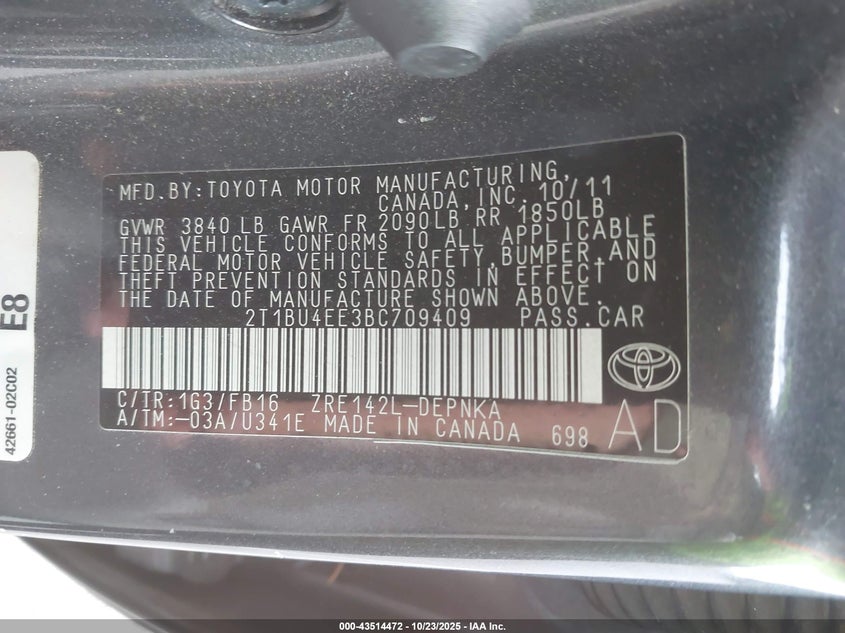 MFD.BY:TOYOTA MOTOR MANUFACTURING,
CANADA,INC. 10/11
GVWR 3840 LB GAWR FR 2090LB RR 1850LB
THIS VEHICLE CONFORMS TO ALL APPLICABLE
FEDERAL MOTOR VEHICLE SAFETY,BUMPER,AND
THEFT PREVENTION STANDARDS IN EFFECT ON
THE DATE OF MANUFACTURE SHOWN ABOVE.
2T1BU4EE3BC709409 PASS.CAR
C/TR:1G3/FB16 ZRE142L-DEPNKA
A/TM:-03A/U341E MADE IN CANADA 698
AD
E8
42661-02C02
000-43514472 - 10/23/2025 - IAA Inc.